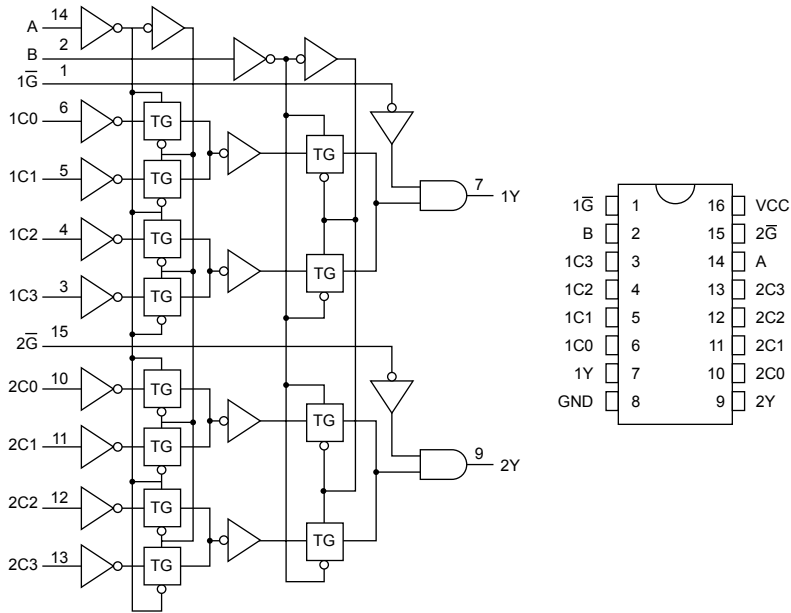 A 14
B 2
1G̅ 1
1C0 6
TG
TG
1C1 5
TG
7 1Y
1C2 4
TG
TG
1C3 3
TG
2G̅ 15
2C0 10
TG
TG
2C1 11
TG
9 2Y
2C2 12
TG
TG
2C3 13
TG
1G̅ 1 16 VCC
B 2 15 2G̅
1C3 3 14 A
1C2 4 13 2C3
1C1 5 12 2C2
1C0 6 11 2C1
1Y 7 10 2C0
GND 8 9 2Y